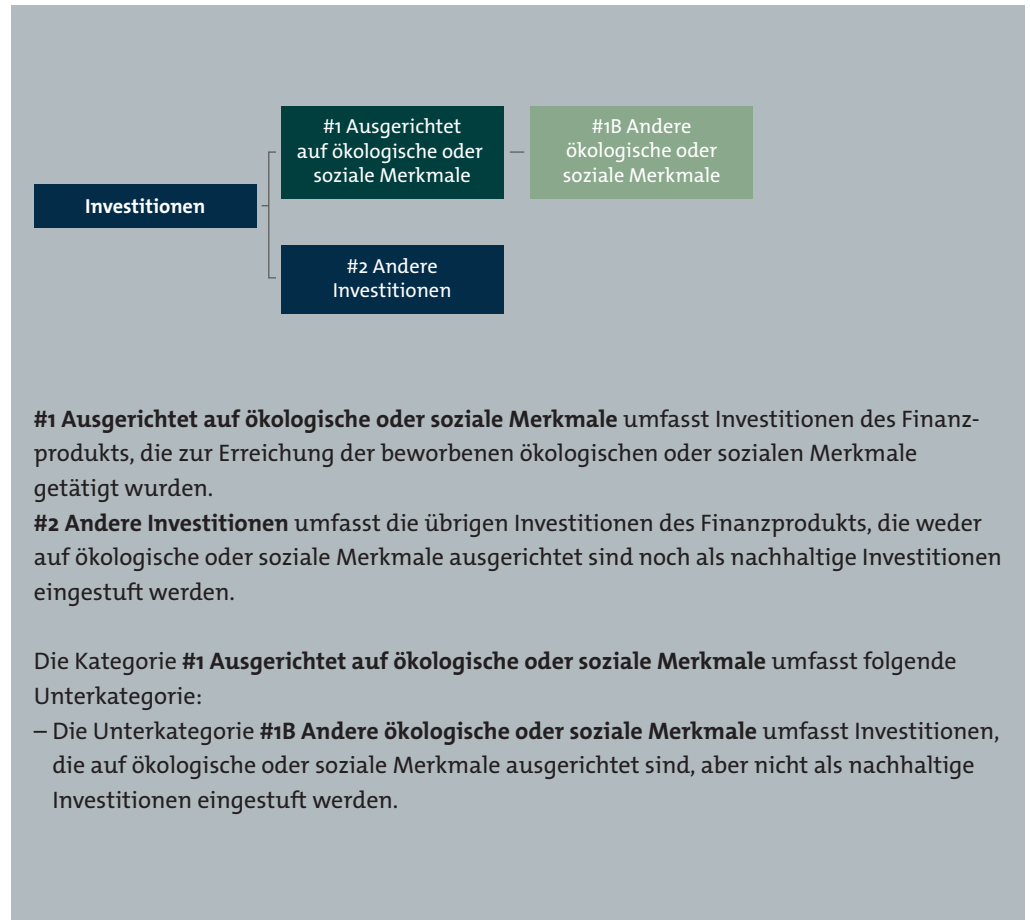 #1 Ausgerichtet
auf ökologische oder
soziale Merkmale
#1B Andere
ökologische oder
soziale Merkmale
Investitionen
#2 Andere
Investitionen
#1 Ausgerichtet auf ökologische oder soziale Merkmale umfasst Investitionen des Finanz-
produkts, die zur Erreichung der beworbenen ökologischen oder sozialen Merkmale
getätigt wurden.
#2 Andere Investitionen umfasst die übrigen Investitionen des Finanzprodukts, die weder
auf ökologische oder soziale Merkmale ausgerichtet sind noch als nachhaltige Investitionen
eingestuft werden.
Die Kategorie #1 Ausgerichtet auf ökologische oder soziale Merkmale umfasst folgende
Unterkategorie:
– Die Unterkategorie #1B Andere ökologische oder soziale Merkmale umfasst Investitionen,
die auf ökologische oder soziale Merkmale ausgerichtet sind, aber nicht als nachhaltige
Investitionen eingestuft werden.